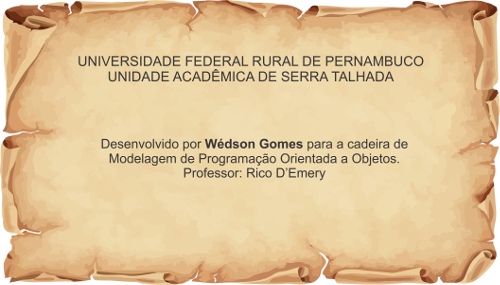 UNIVERSIDADE FEDERAL RURAL DE PERNAMBUCO
UNIDADE ACADÊMICA DE SERRA TALHADA
Desenvolvido por Wédson Gomes para a cadeira de
Modelagem de Programação Orientada a Objetos.
Professor: Rico D'Emery